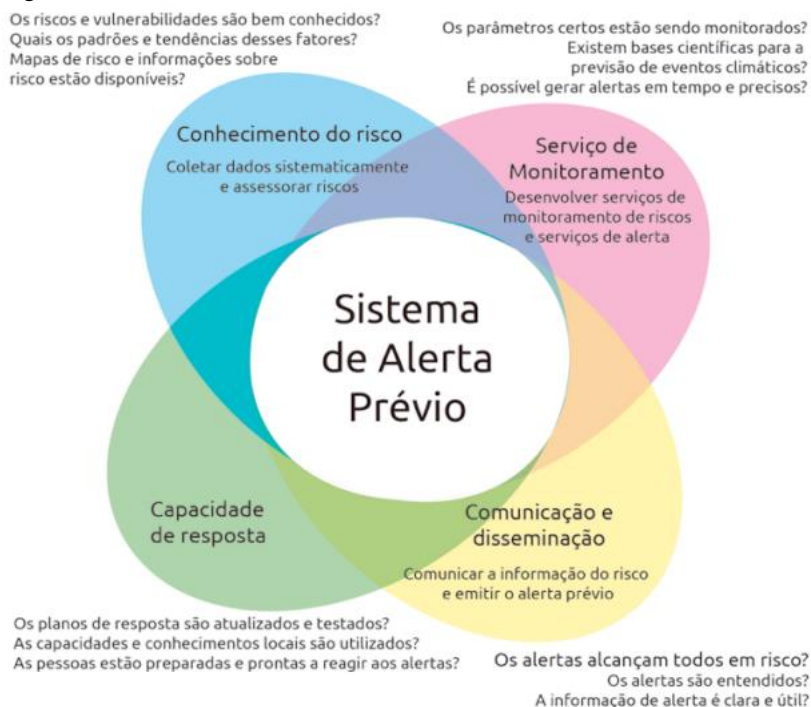 Os riscos e vulnerabilidades são bem conhecidos?
Quais os padrões e tendências desses fatores?
Mapas de risco e informações sobre
risco estão disponíveis?
Os parâmetros certos estão sendo monitorados?
Existem bases científicas para a
previsão de eventos climáticos?
É possível gerar alertas em tempo e precisos?
Conhecimento do risco
Coletar dados sistematicamente
e assessorar riscos
Serviço de
Monitoramento
Desenvolver serviços de
monitoramento de riscos
e serviços de alerta
Sistema
de Alerta
Prévio
Capacidade
de resposta
Comunicação e
disseminação
Comunicar a informação do risco
e emitir o alerta prévio
Os planos de resposta são atualizados e testados?
As capacidades e conhecimentos locais são utilizados?
As pessoas estão preparadas e prontas a reagir aos alertas?
Os alertas alcançam todos em risco?
Os alertas são entendidos?
A informação de alerta é clara e útil?